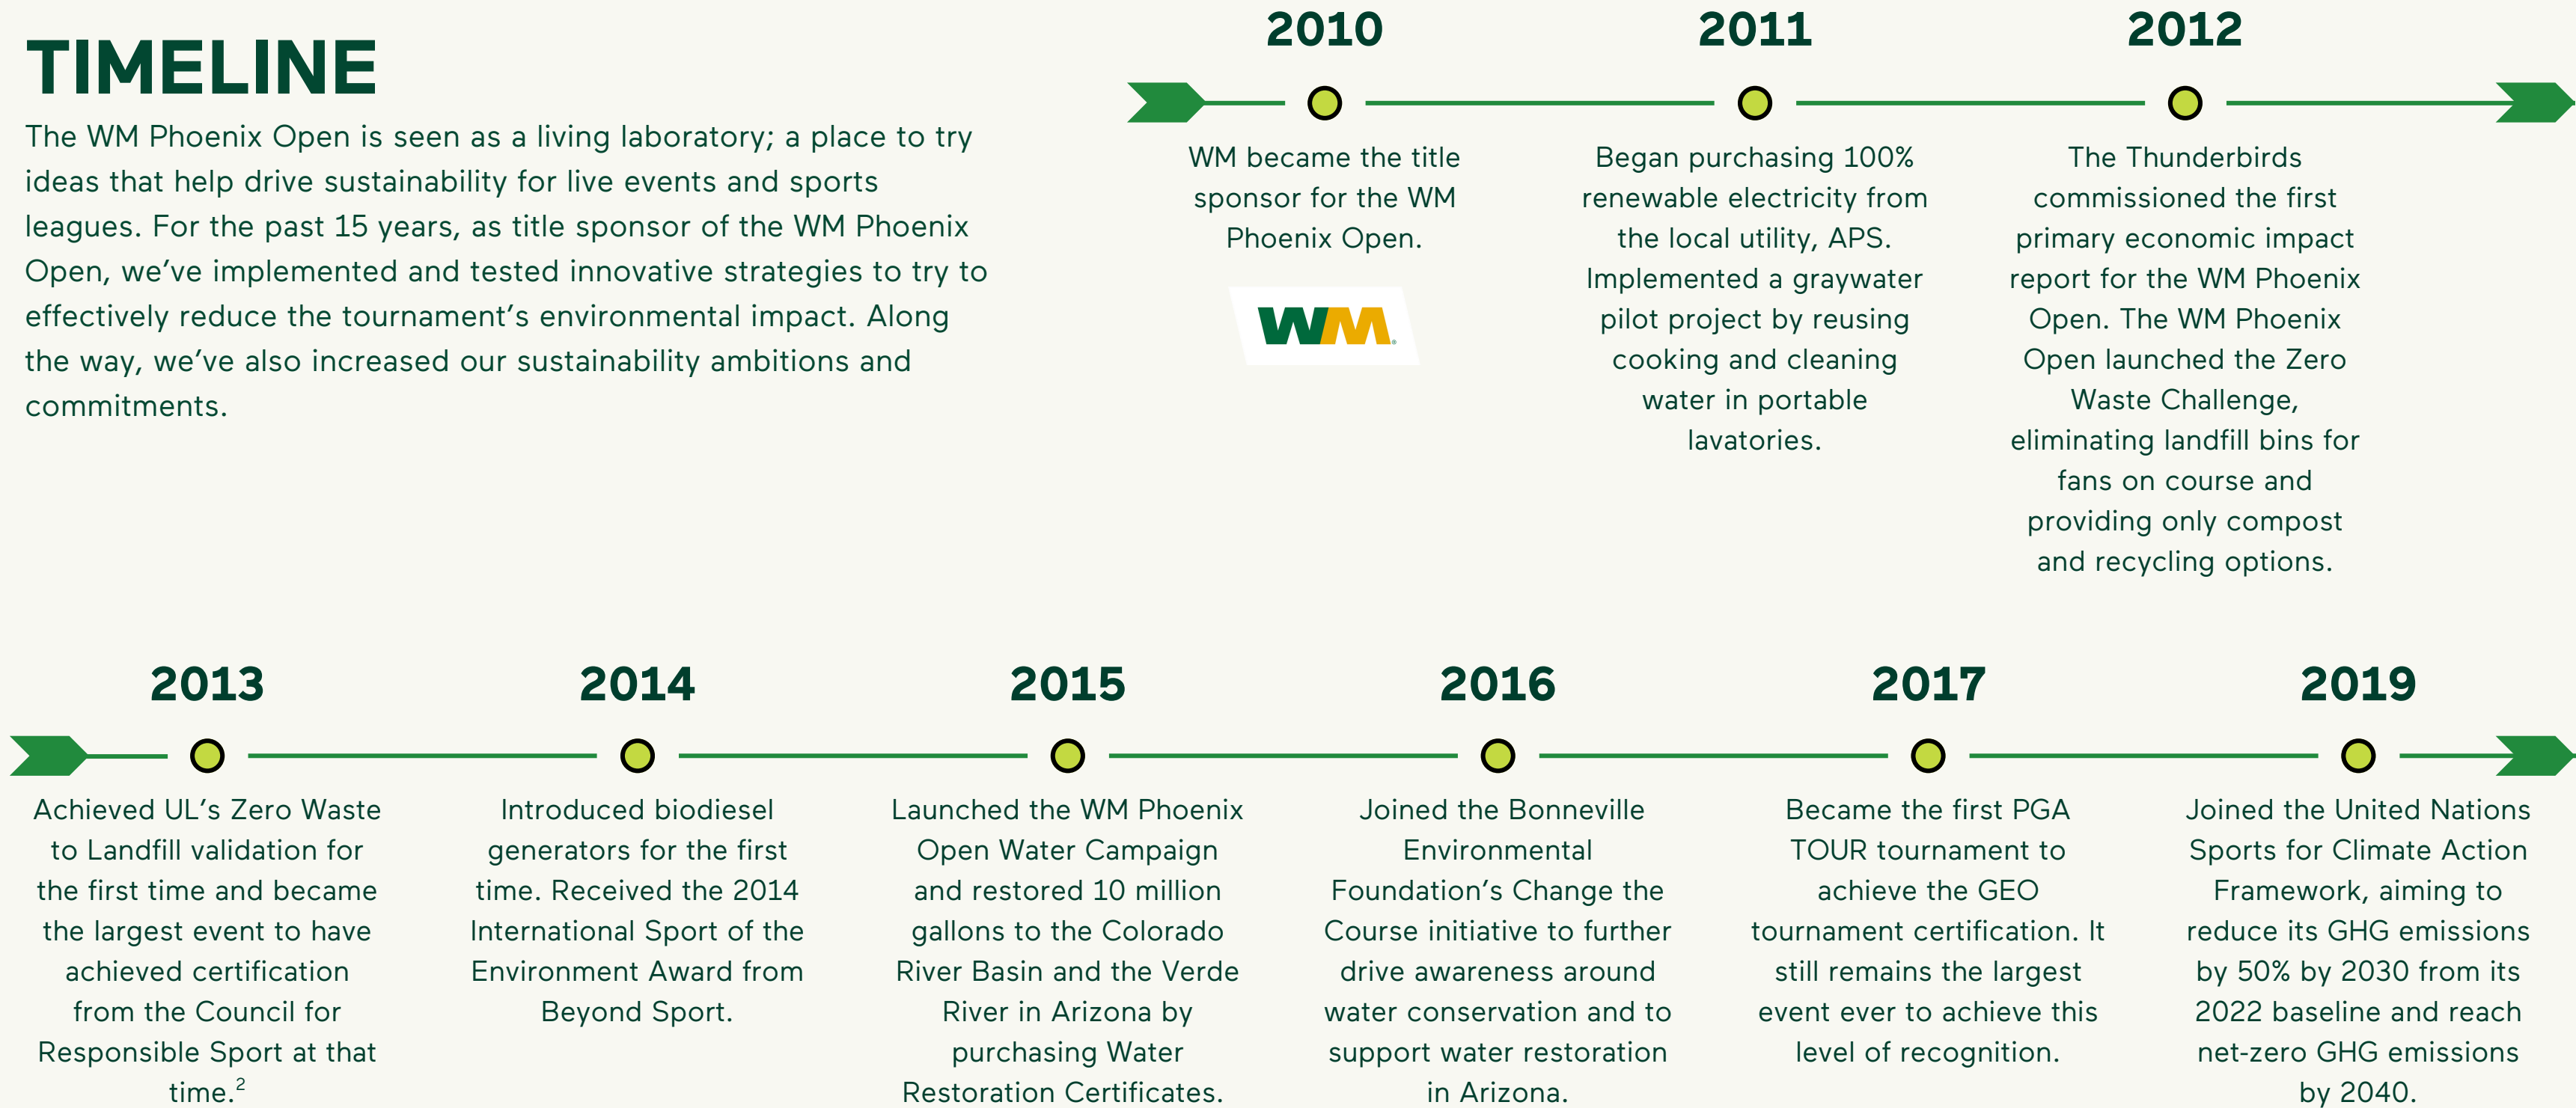 TIMELINE
The WM Phoenix Open is seen as a living laboratory; a place to try
ideas that help drive sustainability for live events and sports
leagues. For the past 15 years, as title sponsor of the WM Phoenix
Open, we’ve implemented and tested innovative strategies to try to
effectively reduce the tournament’s environmental impact. Along
the way, we’ve also increased our sustainability ambitions and
commitments.
2010
WM became the title
sponsor for the WM
Phoenix Open.
WM®
2011
Began purchasing 100%
renewable electricity from
the local utility, APS.
Implemented a graywater
pilot project by reusing
cooking and cleaning
water in portable
lavatories.
2012
The Thunderbirds
commissioned the first
primary economic impact
report for the WM Phoenix
Open. The WM Phoenix
Open launched the Zero
Waste Challenge,
eliminating landfill bins for
fans on course and
providing only compost
and recycling options.
2013
Achieved UL’s Zero Waste
to Landfill validation for
the first time and became
the largest event to have
achieved certification
from the Council for
Responsible Sport at that
time.²
2014
Introduced biodiesel
generators for the first
time. Received the 2014
International Sport of the
Environment Award from
Beyond Sport.
2015
Launched the WM Phoenix
Open Water Campaign
and restored 10 million
gallons to the Colorado
River Basin and the Verde
River in Arizona by
purchasing Water
Restoration Certificates.
2016
Joined the Bonneville
Environmental
Foundation’s Change the
Course initiative to further
drive awareness around
water conservation and to
support water restoration
in Arizona.
2017
Became the first PGA
TOUR tournament to
achieve the GEO
tournament certification. It
still remains the largest
event ever to achieve this
level of recognition.
2019
Joined the United Nations
Sports for Climate Action
Framework, aiming to
reduce its GHG emissions
by 50% by 2030 from its
2022 baseline and reach
net-zero GHG emissions
by 2040.